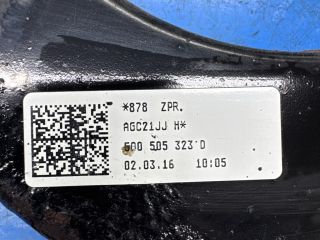 *878 ZPR.
AGC21JJ H*
5Q0 505 323 D
02.03.16 10:05